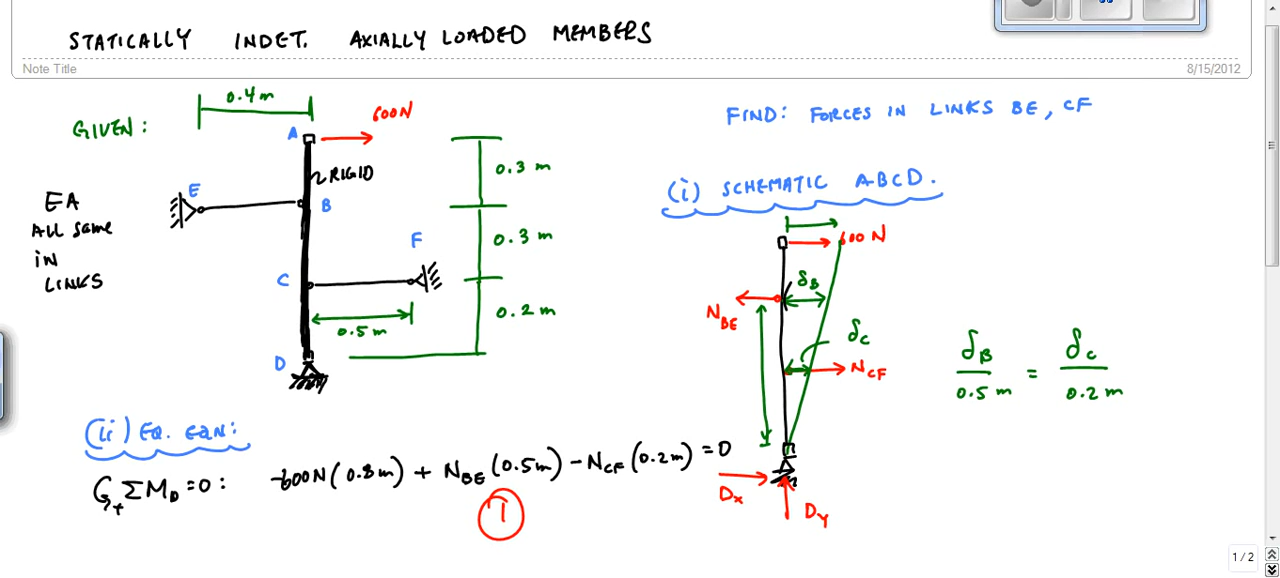 STATICALLY INDET. AXIALLY LOADED MEMBERS
Note Title
8/15/2012
GIVEN:
0.4 m
600N
A
RIGID
E
B
EA
ALL SAME
IN
LINKS
F
C
0.5 m
D
0.3 m
0.3 m
0.2 m
FIND: FORCES IN LINKS BE, CF
(i) SCHEMATIC ABCD.
600 N
δB
NBE
δC
NCF
δB / 0.5 m = δC / 0.2 m
Dx
Dy
(ii) EQ. EQN:
↺+ ΣMD = 0: -600N (0.8m) + NBE (0.5m) - NCF (0.2m) = 0
1
1 / 2